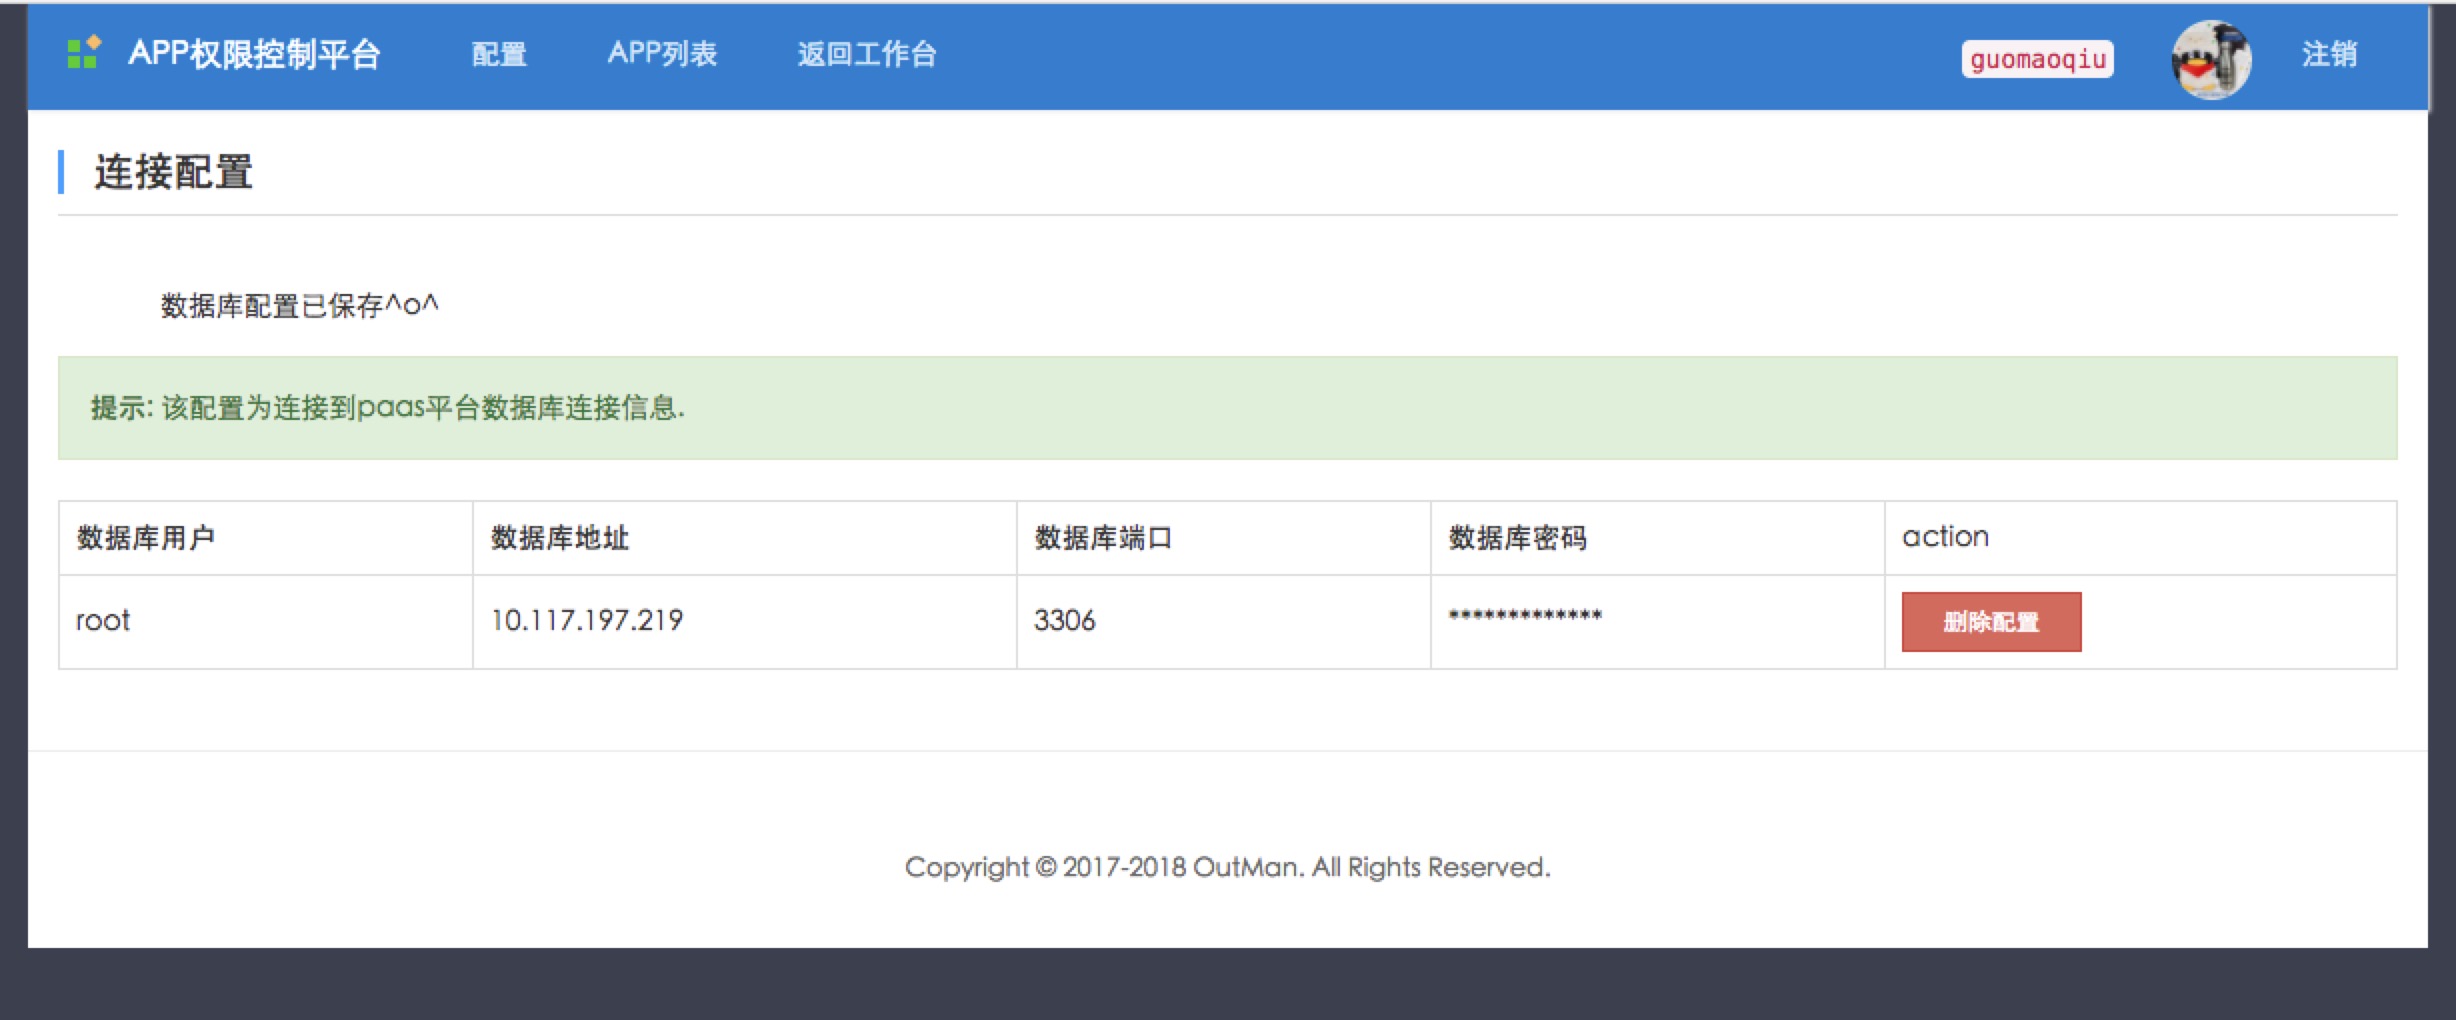 APP权限控制平台 配置 APP列表 返回工作台 guomaoqiu 注销
连接配置
数据库配置已保存^o^
提示: 该配置为连接到paas平台数据库连接信息.
数据库用户 数据库地址 数据库端口 数据库密码 action
root 10.117.197.219 3306 ************* 删除配置
Copyright © 2017-2018 OutMan. All Rights Reserved.